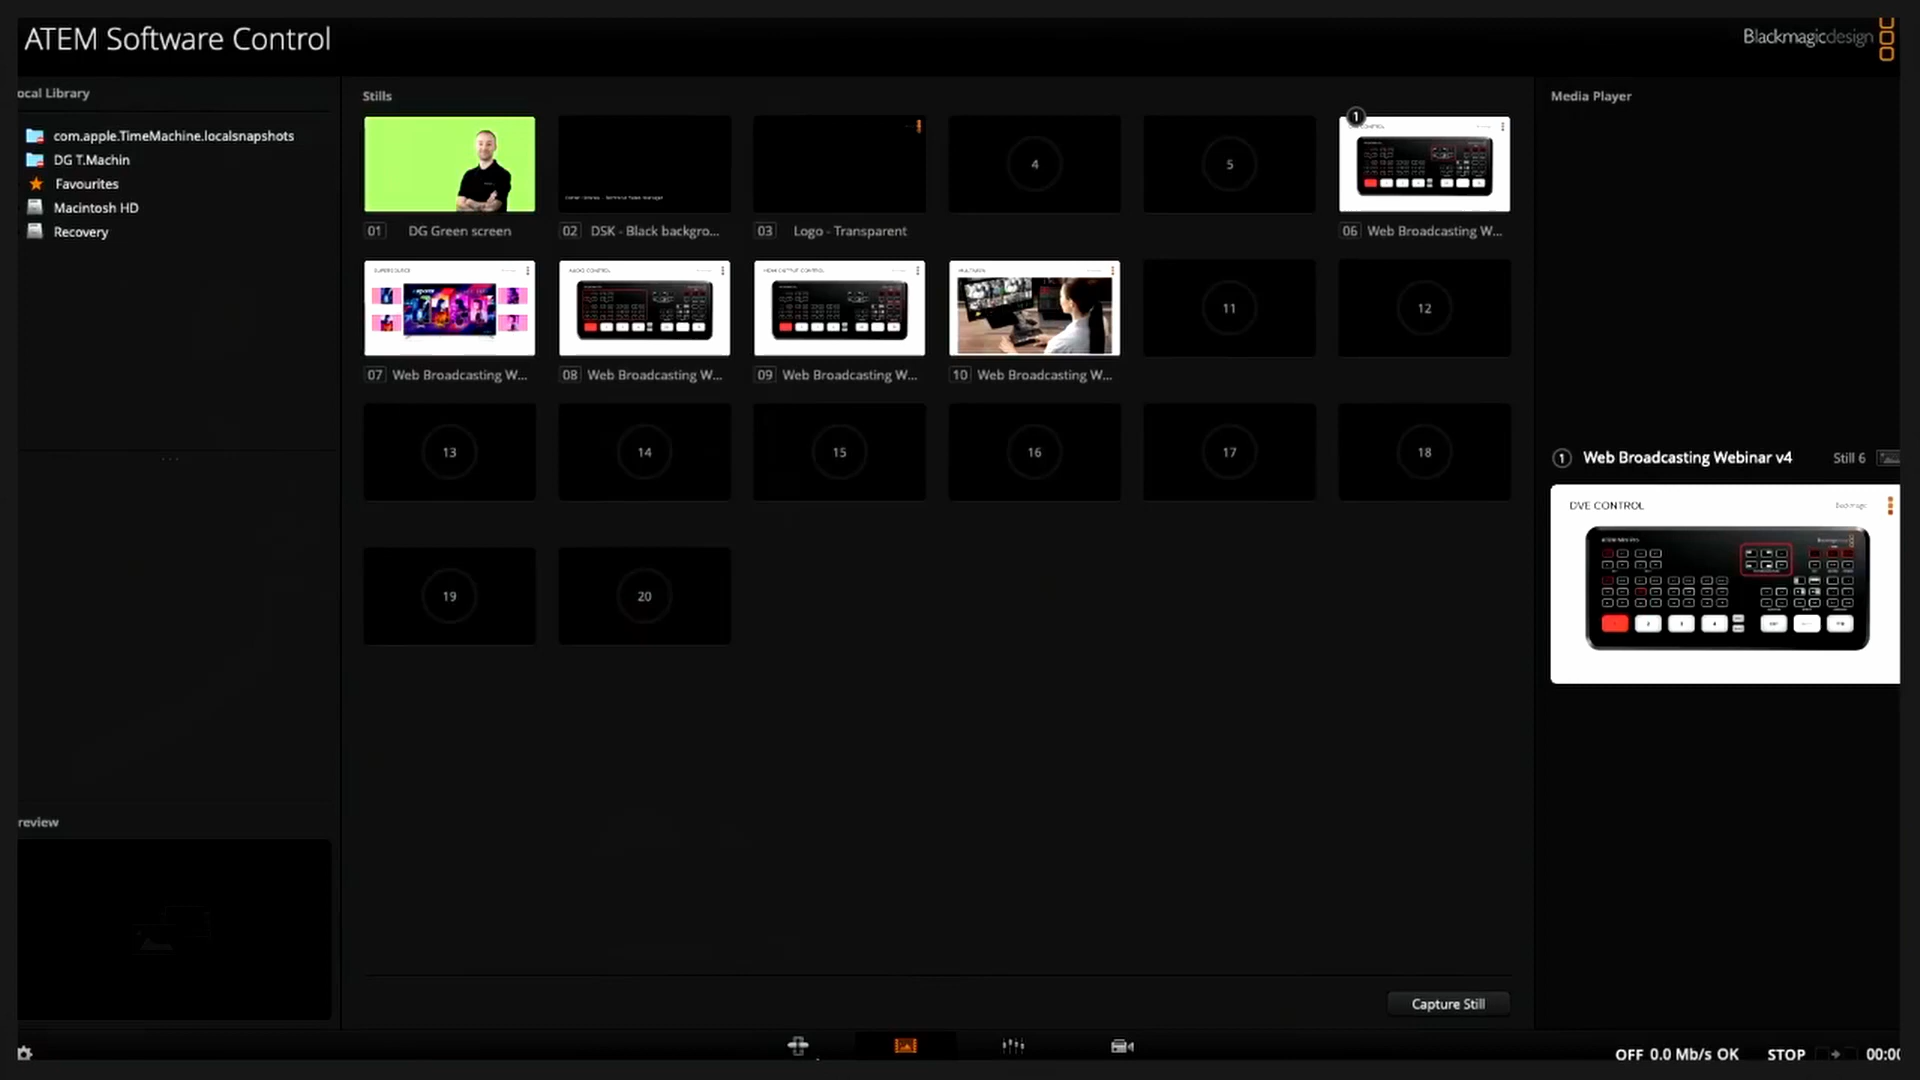 ATEM Software Control
Blackmagicdesign
ocal Library
com.apple.TimeMachine.localsnapshots
DG T.Machin
Favourites
Macintosh HD
Recovery
Stills
Media Player
4
5
1
01 DG Green screen
02 DSK - Black backgro...
03 Logo - Transparent
06 Web Broadcasting W...
11
12
07 Web Broadcasting W...
08 Web Broadcasting W...
09 Web Broadcasting W...
10 Web Broadcasting W...
13
14
15
16
17
18
1 Web Broadcasting Webinar v4 Still 6
DVE CONTROL
19
20
review
Capture Still
OFF 0.0 Mb/s OK STOP 00:00